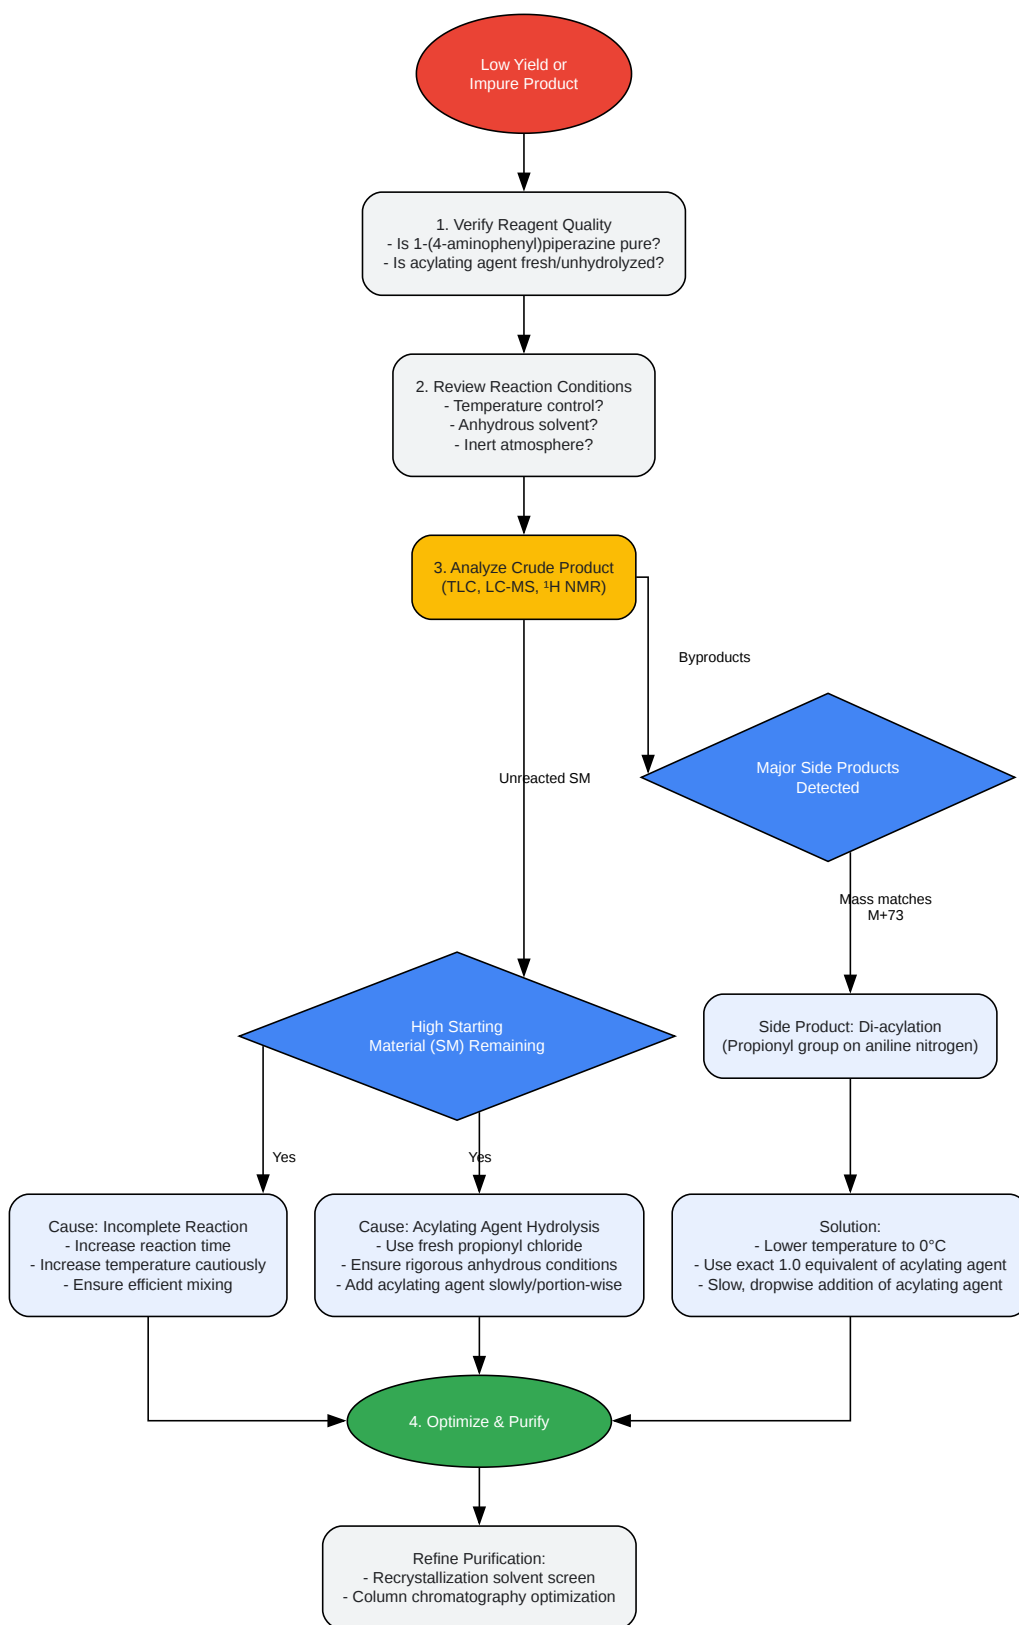 Low Yield or
Impure Product
1. Verify Reagent Quality
- Is 1-(4-aminophenyl)piperazine pure?
- Is acylating agent fresh/unhydrolyzed?
2. Review Reaction Conditions
- Temperature control?
- Anhydrous solvent?
- Inert atmosphere?
3. Analyze Crude Product
(TLC, LC-MS, ¹H NMR)
Byproducts
Unreacted SM
Major Side Products
Detected
Mass matches
M+73
High Starting
Material (SM) Remaining
Side Product: Di-acylation
(Propionyl group on aniline nitrogen)
Yes
Yes
Cause: Incomplete Reaction
- Increase reaction time
- Increase temperature cautiously
- Ensure efficient mixing
Cause: Acylating Agent Hydrolysis
- Use fresh propionyl chloride
- Ensure rigorous anhydrous conditions
- Add acylating agent slowly/portion-wise
Solution:
- Lower temperature to 0°C
- Use exact 1.0 equivalent of acylating agent
- Slow, dropwise addition of acylating agent
4. Optimize & Purify
Refine Purification:
- Recrystallization solvent screen
- Column chromatography optimization